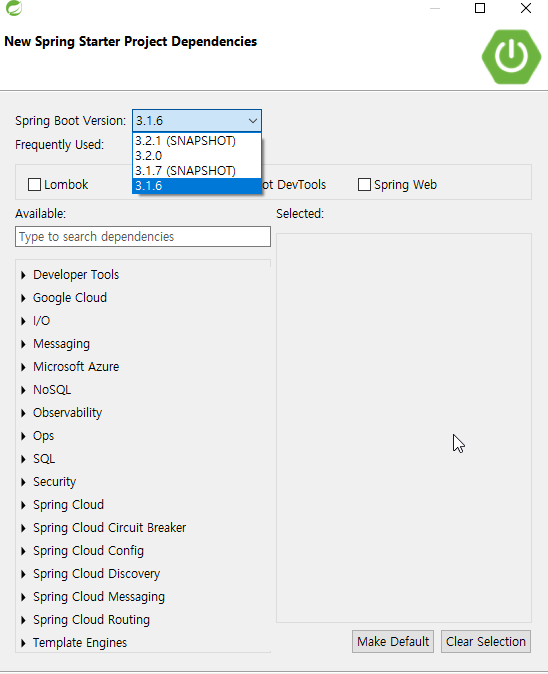 New Spring Starter Project Dependencies
Spring Boot Version: 3.1.6
3.2.1 (SNAPSHOT)
3.2.0
3.1.7 (SNAPSHOT)
3.1.6
Frequently Used:
Lombok
DevTools
Spring Web
Available:
Selected:
Type to search dependencies
Developer Tools
Google Cloud
I/O
Messaging
Microsoft Azure
NoSQL
Observability
Ops
SQL
Security
Spring Cloud
Spring Cloud Circuit Breaker
Spring Cloud Config
Spring Cloud Discovery
Spring Cloud Messaging
Spring Cloud Routing
Template Engines
Make Default
Clear Selection